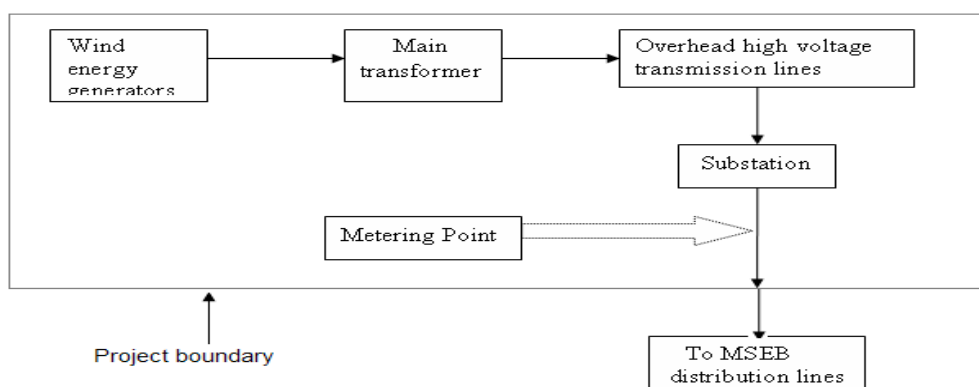 Wind
energy
generators
Main
transformer
Overhead high voltage
transmission lines
Substation
Metering Point
Project boundary
To MSEB
distribution lines